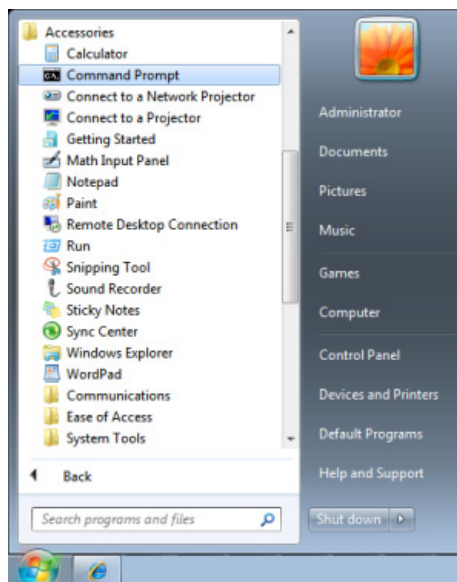 Accessories
Calculator
Command Prompt
Connect to a Network Projector
Connect to a Projector
Getting Started
Math Input Panel
Notepad
Paint
Remote Desktop Connection
Run
Snipping Tool
Sound Recorder
Sticky Notes
Sync Center
Windows Explorer
WordPad
Communications
Ease of Access
System Tools
Back
Search programs and files
Administrator
Documents
Pictures
Music
Games
Computer
Control Panel
Devices and Printers
Default Programs
Help and Support
Shut down